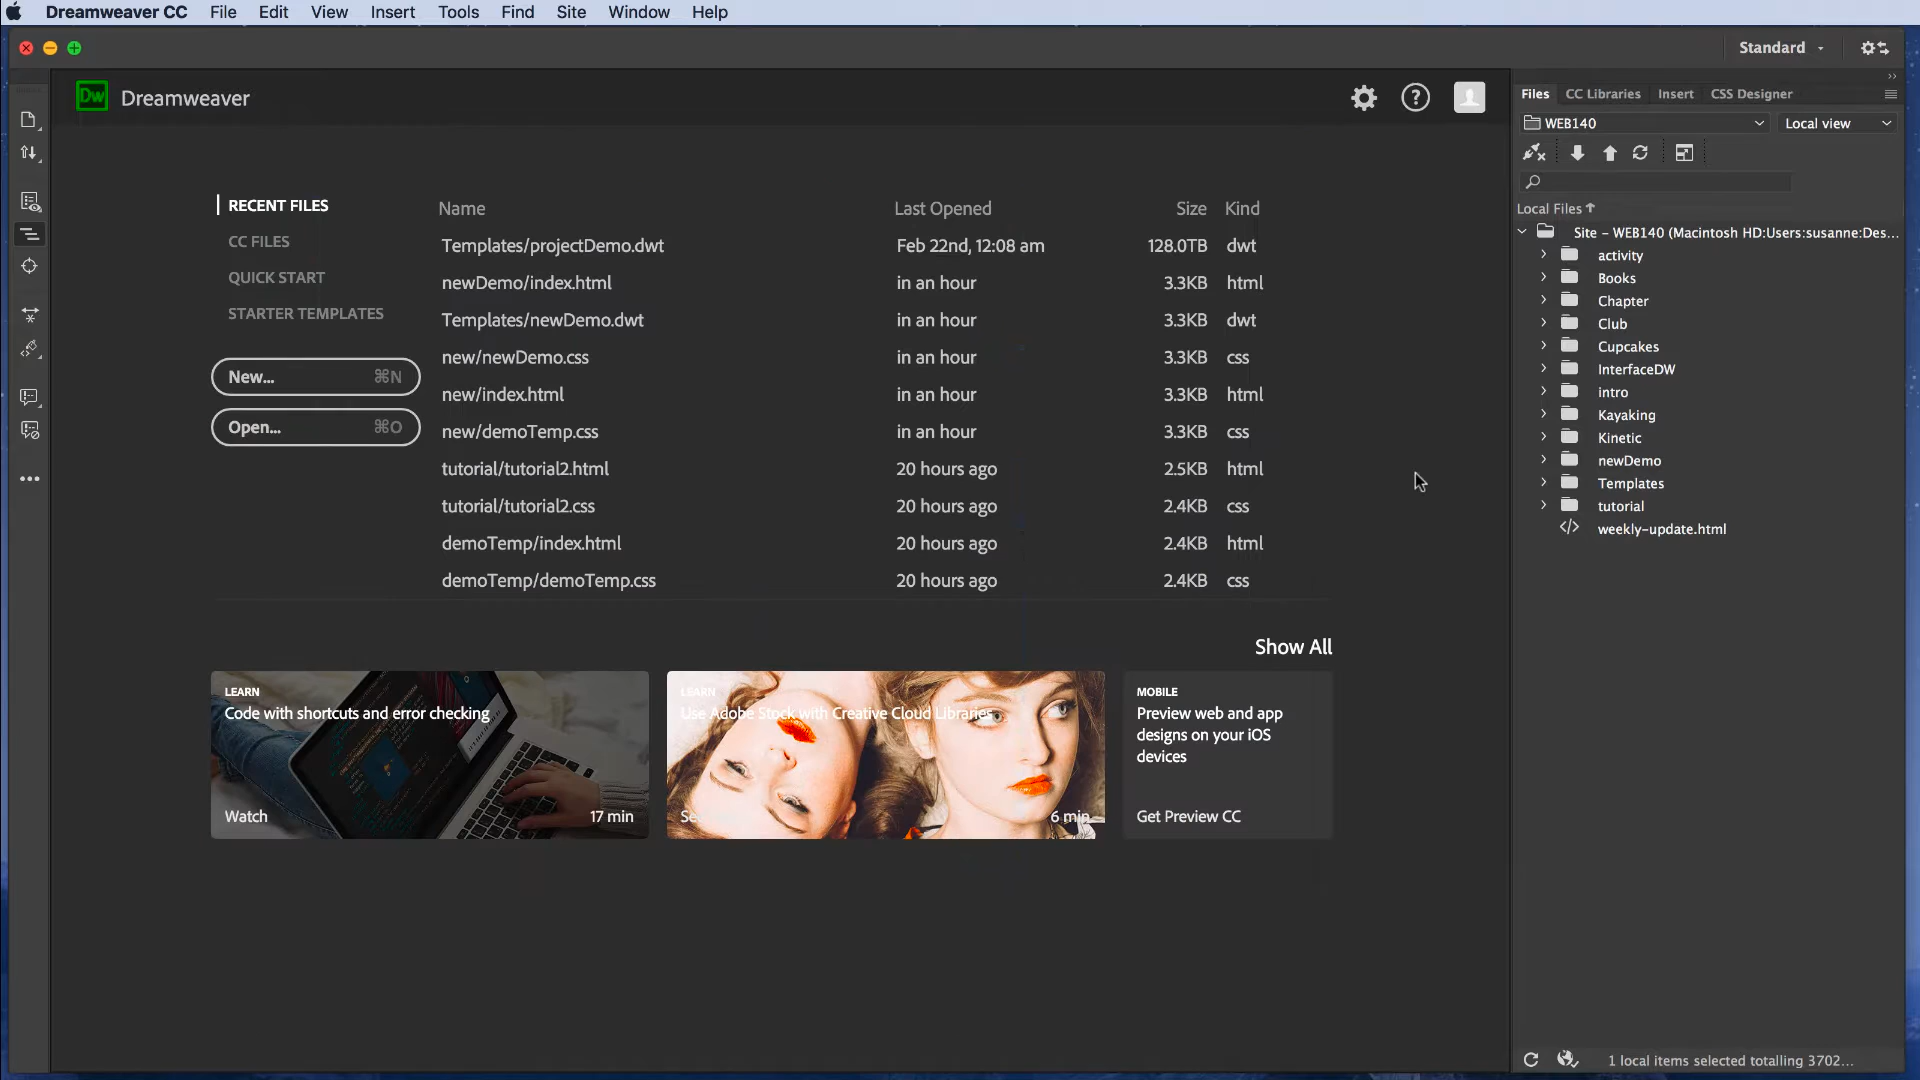 Dreamweaver CC File Edit View Insert Tools Find Site Window Help
Standard
Dw Dreamweaver
Files CC Libraries Insert CSS Designer
WEB140 Local view
Local Files
Site - WEB140 (Macintosh HD:Users:susanne:Des...
activity
Books
Chapter
Club
Cupcakes
InterfaceDW
intro
Kayaking
Kinetic
newDemo
Templates
tutorial
weekly-update.html
RECENT FILES
CC FILES
QUICK START
STARTER TEMPLATES
New... ⌘N
Open... ⌘O
Name Last Opened Size Kind
Templates/projectDemo.dwt Feb 22nd, 12:08 am 128.0TB dwt
newDemo/index.html in an hour 3.3KB html
Templates/newDemo.dwt in an hour 3.3KB dwt
new/newDemo.css in an hour 3.3KB css
new/index.html in an hour 3.3KB html
new/demoTemp.css in an hour 3.3KB css
tutorial/tutorial2.html 20 hours ago 2.5KB html
tutorial/tutorial2.css 20 hours ago 2.4KB css
demoTemp/index.html 20 hours ago 2.4KB html
demoTemp/demoTemp.css 20 hours ago 2.4KB css
Show All
LEARN
Code with shortcuts and error checking
Watch 17 min
LEARN
Use Adobe Stock with Creative Cloud Libraries
6 min
MOBILE
Preview web and app
designs on your iOS
devices
Get Preview CC
1 local items selected totalling 3702...